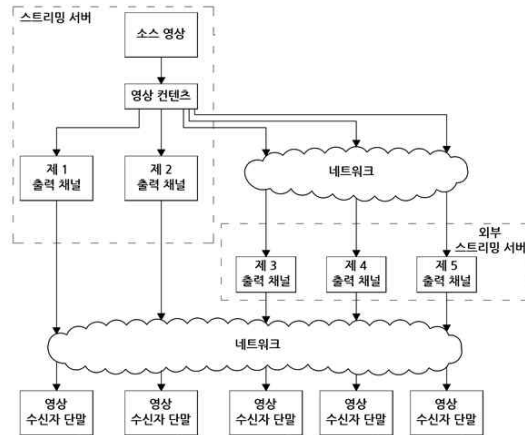 스트리밍 서버
소스 영상
영상 컨텐츠
제 1
출력 채널
제 2
출력 채널
네트워크
외부
스트리밍 서버
제 3
출력 채널
제 4
출력 채널
제 5
출력 채널
네트워크
영상
수신자 단말
영상
수신자 단말
영상
수신자 단말
영상
수신자 단말
영상
수신자 단말